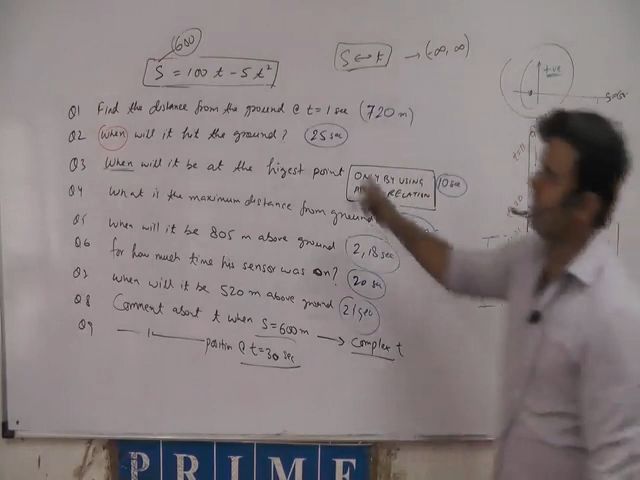 600
S = 100 t - 5 t²
S ↔ t → (-∞, ∞)
+ve
Q1 Find the distance from the ground @ t = 1 sec (720 m)
Q2 When will it hit the ground? 25 sec
Q3 When will it be at the higest point ONLY BY USING RELATION 10 sec
Q4 What is the maximum distance from ground
Q5 When will it be 805 m above ground 2, 18 sec
Q6 for how much time his sensor was on? 20 sec
When will it be 520 m above ground 21 sec
Q8 Comment about t when S = 600 m → Complex t
Q9 position @ t = 30 sec
PRIME